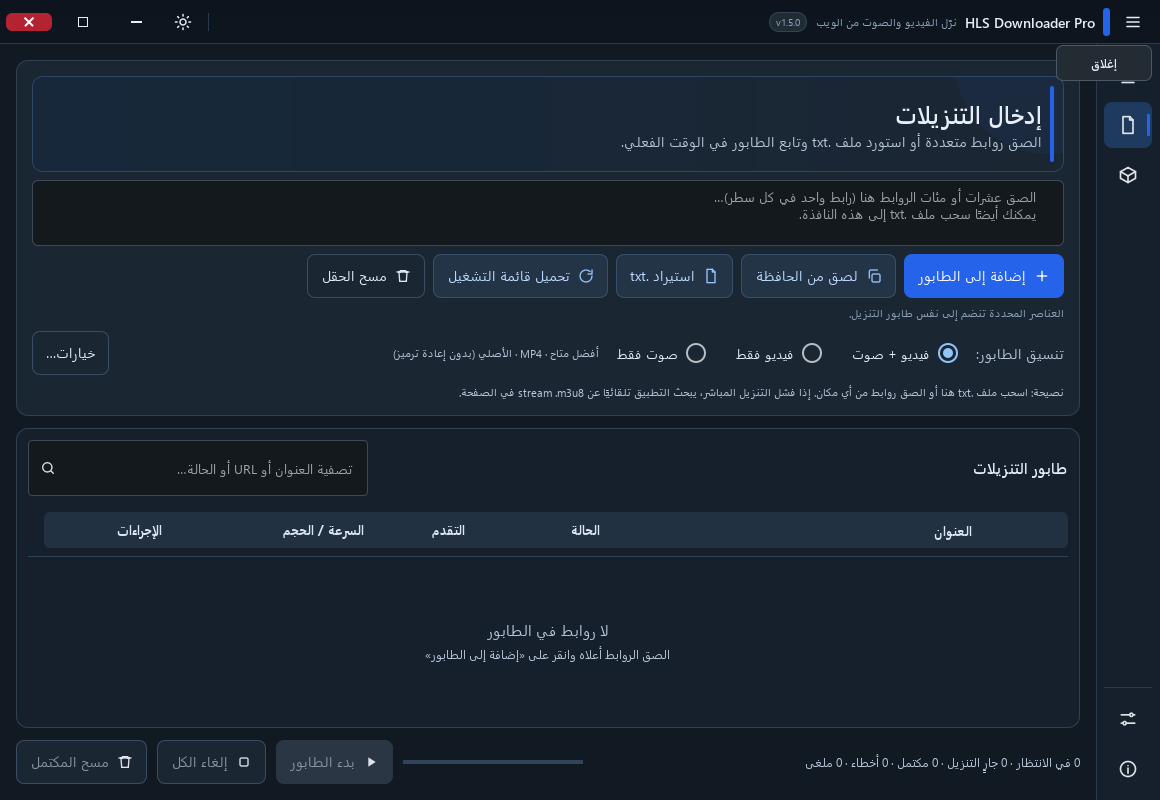 HLS Downloader Pro
نزّل الفيديو والصوت من الويب
v1.5.0
إغلاق
إدخال التنزيلات
الصق روابط متعددة أو استورد ملف .txt وتابع الطابور في الوقت الفعلي.
الصق عشرات أو مئات الروابط هنا (رابط واحد في كل سطر)...
يمكنك أيضًا سحب ملف .txt إلى هذه النافذة.
إضافة إلى الطابور
لصق من الحافظة
استيراد .txt
تحميل قائمة التشغيل
مسح الحقل
العناصر المحددة تنضم إلى نفس طابور التنزيل.
تنسيق الطابور:
فيديو + صوت
فيديو فقط
صوت فقط
أفضل متاح · MP4 · الأصلي (بدون إعادة ترميز)
خيارات...
نصيحة: اسحب ملف .txt هنا أو الصق روابط من أي مكان. إذا فشل التنزيل المباشر، يبحث التطبيق تلقائيًا عن stream .m3u8 في الصفحة.
طابور التنزيلات
تصفية العنوان أو URL أو الحالة...
العنوان
الحالة
التقدم
السرعة / الحجم
الإجراءات
لا روابط في الطابور
الصق الروابط أعلاه وانقر على «إضافة إلى الطابور»
0 في الانتظار · 0 جارٍ التنزيل · 0 مكتمل · 0 أخطاء · 0 ملغى
بدء الطابور
إلغاء الكل
مسح المكتمل